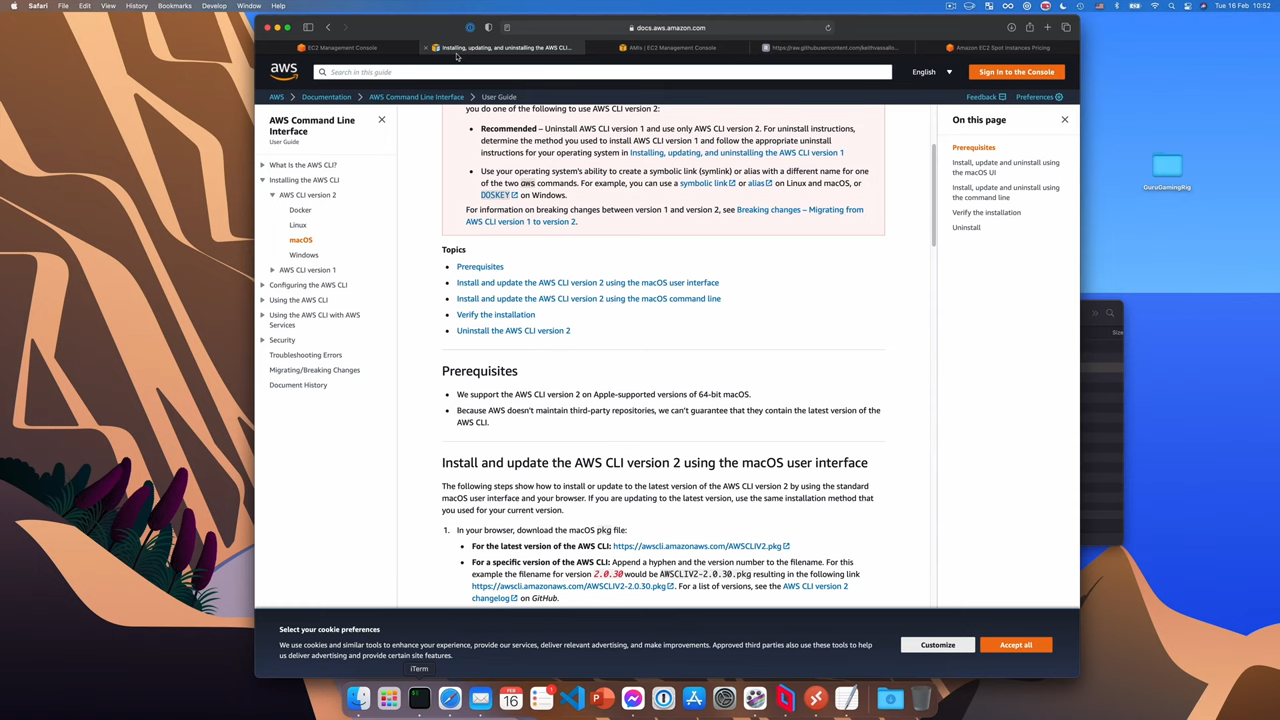 Safari File Edit View History Bookmarks Develop Window Help
Tue 16 Feb 10:52
docs.aws.amazon.com
EC2 Management Console
Installing, updating, and uninstalling the AWS CLI...
AMIs | EC2 Management Console
https://raw.githubusercontent.com/keithvassallo...
Amazon EC2 Spot Instances Pricing
aws
Search in this guide
English
Sign In to the Console
AWS > Documentation > AWS Command Line Interface > User Guide
Feedback
Preferences
AWS Command Line
Interface
User Guide
What Is the AWS CLI?
Installing the AWS CLI
AWS CLI version 2
Docker
Linux
macOS
Windows
AWS CLI version 1
Configuring the AWS CLI
Using the AWS CLI
Using the AWS CLI with AWS
Services
Security
Troubleshooting Errors
Migrating/Breaking Changes
Document History
you do one of the following to use AWS CLI version 2:
• Recommended – Uninstall AWS CLI version 1 and use only AWS CLI version 2. For uninstall instructions,
determine the method you used to install AWS CLI version 1 and follow the appropriate uninstall
instructions for your operating system in Installing, updating, and uninstalling the AWS CLI version 1
• Use your operating system's ability to create a symbolic link (symlink) or alias with a different name for one
of the two aws commands. For example, you can use a symbolic link or alias on Linux and macOS, or
DOSKEY on Windows.
For information on breaking changes between version 1 and version 2, see Breaking changes – Migrating from
AWS CLI version 1 to version 2.
Topics
• Prerequisites
• Install and update the AWS CLI version 2 using the macOS user interface
• Install and update the AWS CLI version 2 using the macOS command line
• Verify the installation
• Uninstall the AWS CLI version 2
Prerequisites
• We support the AWS CLI version 2 on Apple-supported versions of 64-bit macOS.
• Because AWS doesn't maintain third-party repositories, we can't guarantee that they contain the latest version of the
AWS CLI.
Install and update the AWS CLI version 2 using the macOS user interface
The following steps show how to install or update to the latest version of the AWS CLI version 2 by using the standard
macOS user interface and your browser. If you are updating to the latest version, use the same installation method that
you used for your current version.
1. In your browser, download the macOS pkg file:
• For the latest version of the AWS CLI: https://awscli.amazonaws.com/AWSCLIV2.pkg
• For a specific version of the AWS CLI: Append a hyphen and the version number to the filename. For this
example the filename for version 2.0.30 would be AWSCLIV2-2.0.30.pkg resulting in the following link
https://awscli.amazonaws.com/AWSCLIV2-2.0.30.pkg. For a list of versions, see the AWS CLI version 2
changelog on GitHub.
On this page
Prerequisites
Install, update and uninstall using
the macOS UI
Install, update and uninstall using
the command line
Verify the installation
Uninstall
GuruGamingRig
Size
Select your cookie preferences
We use cookies and similar tools to enhance your experience, provide our services, deliver relevant advertising, and make improvements. Approved third parties also use these tools to help
us deliver advertising and provide certain site features.
Customize
Accept all
iTerm
FEB
16
1